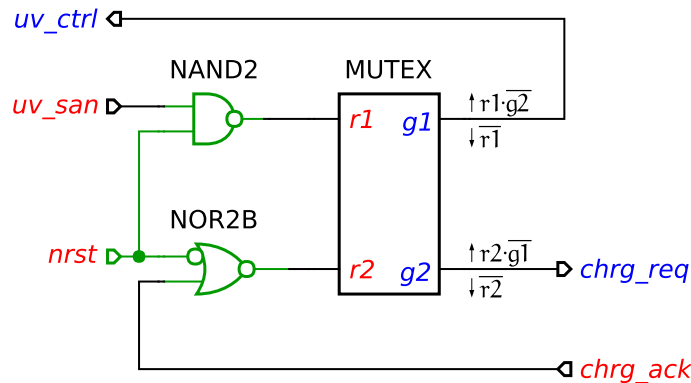 uv_ctrl
NAND2
MUTEX
uv_san
r1
g1
↑ r1·g2̅
↓ r1̅
NOR2B
nrst
r2
g2
↑ r2·g1̅
↓ r2̅
chrg_req
chrg_ack